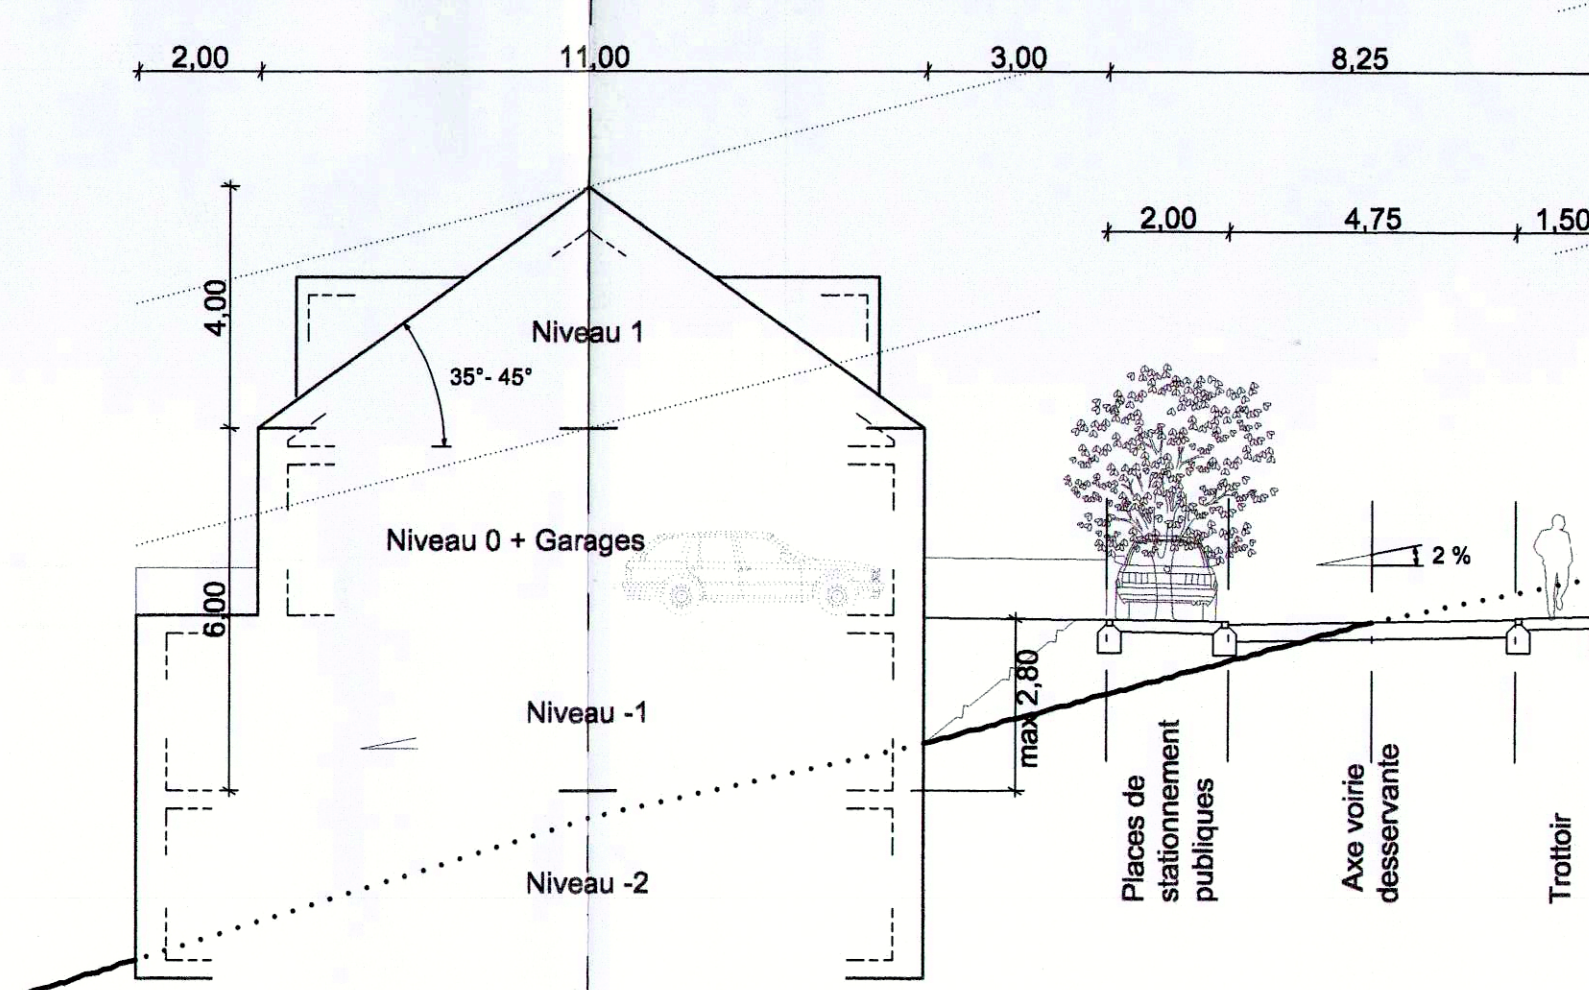 2,00
11,00
3,00
8,25
2,00
4,75
1,50
4,00
Niveau 1
35°- 45°
Niveau 0 + Garages
2 %
6,00
max 2,80
Niveau -1
Niveau -2
Places de
stationnement
publiques
Axe voirie
desservante
Trottoir